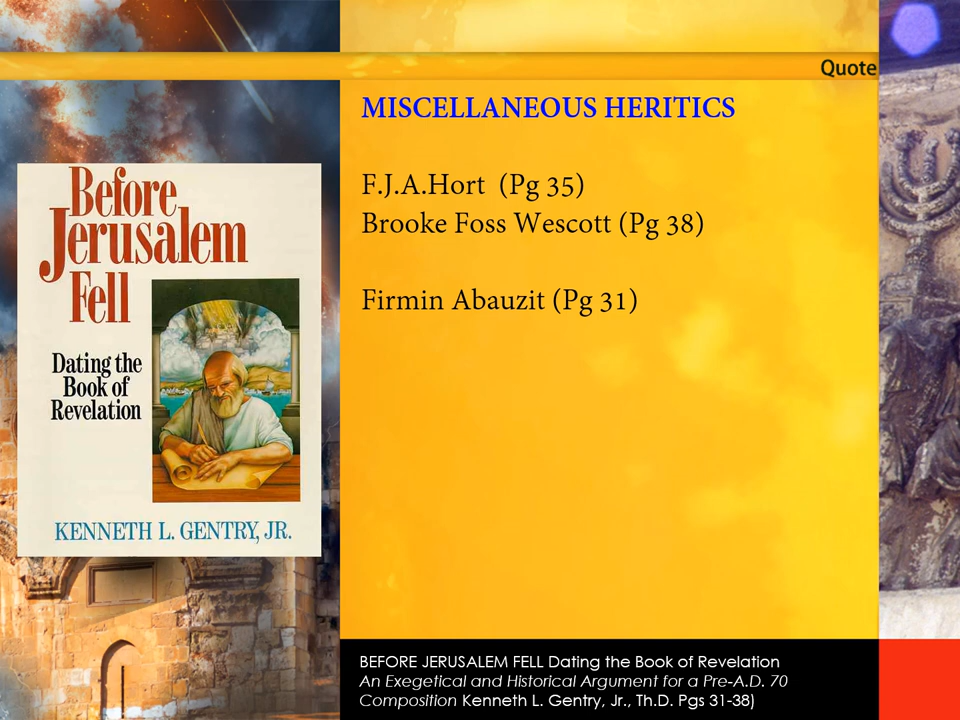 Quote
MISCELLANEOUS HERITICS
F.J.A.Hort (Pg 35)
Brooke Foss Wescott (Pg 38)
Firmin Abauzit (Pg 31)
Before
Jerusalem
Fell
Dating the
Book of
Revelation
KENNETH L. GENTRY, JR.
BEFORE JERUSALEM FELL Dating the Book of Revelation
An Exegetical and Historical Argument for a Pre-A.D. 70
Composition Kenneth L. Gentry, Jr., Th.D. Pgs 31-38)